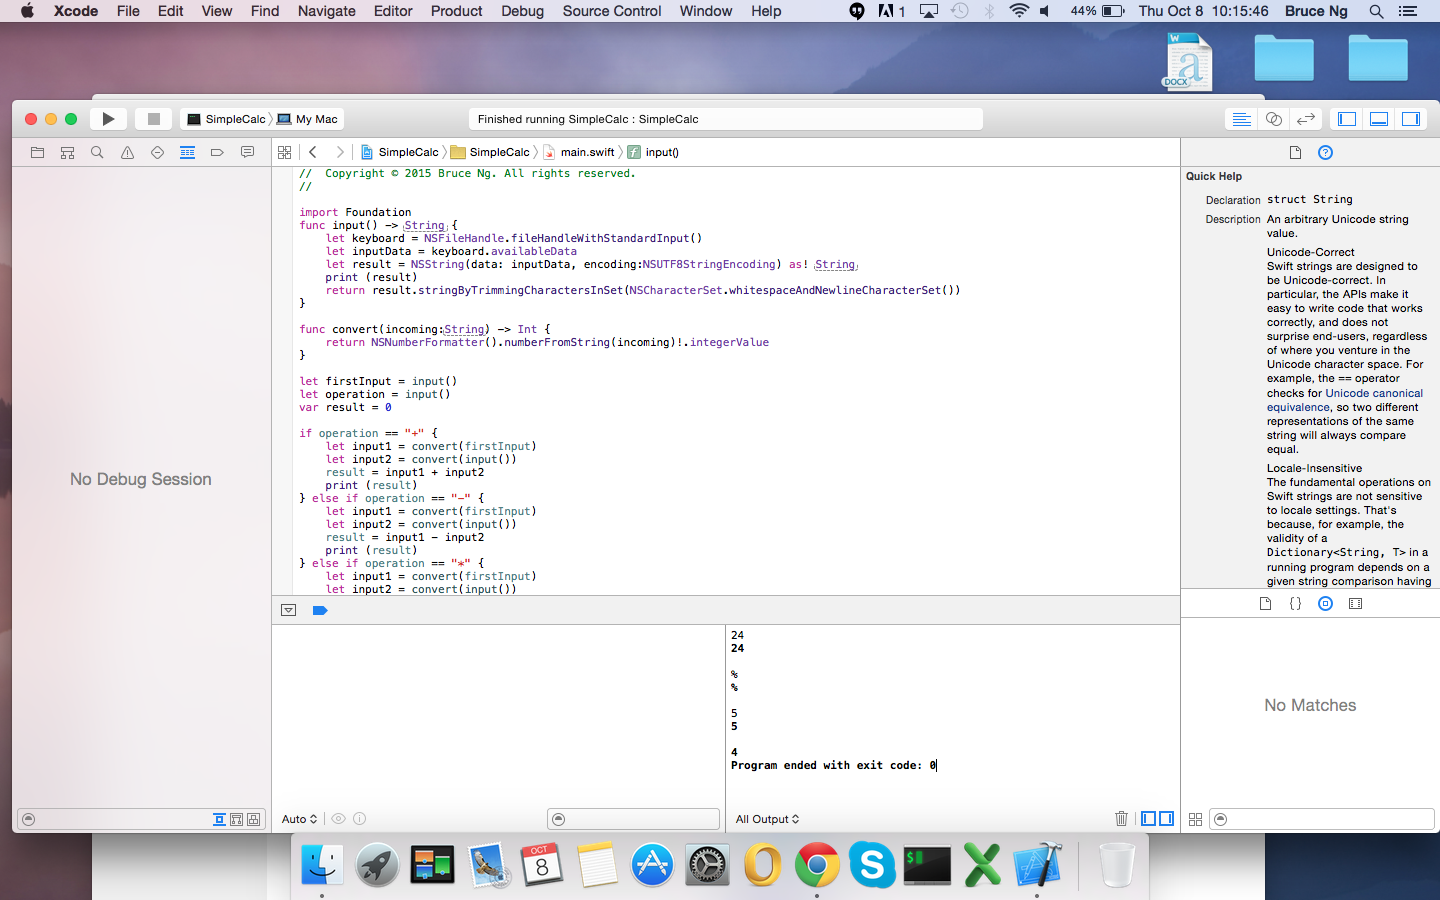 Xcode File Edit View Find Navigate Editor Product Debug Source Control Window Help 1 44% Thu Oct 8 10:15:46 Bruce Ng
W
a
DOCX
SimpleCalc My Mac
Finished running SimpleCalc : SimpleCalc
SimpleCalc SimpleCalc main.swift f input()
// Copyright © 2015 Bruce Ng. All rights reserved.
//
import Foundation
func input() -> String {
let keyboard = NSFileHandle.fileHandleWithStandardInput()
let inputData = keyboard.availableData
let result = NSString(data: inputData, encoding:NSUTF8StringEncoding) as! String
print (result)
return result.stringByTrimmingCharactersInSet(NSCharacterSet.whitespaceAndNewlineCharacterSet())
}
func convert(incoming:String) -> Int {
return NSNumberFormatter().numberFromString(incoming)!.integerValue
}
let firstInput = input()
let operation = input()
var result = 0
if operation == "+" {
let input1 = convert(firstInput)
let input2 = convert(input())
result = input1 + input2
print (result)
} else if operation == "-" {
let input1 = convert(firstInput)
let input2 = convert(input())
result = input1 - input2
print (result)
} else if operation == "*" {
let input1 = convert(firstInput)
let input2 = convert(input())
No Debug Session
Quick Help
Declaration struct String
Description An arbitrary Unicode string
value.
Unicode-Correct
Swift strings are designed to
be Unicode-correct. In
particular, the APIs make it
easy to write code that works
correctly, and does not
surprise end-users, regardless
of where you venture in the
Unicode character space. For
example, the == operator
checks for Unicode canonical
equivalence, so two different
representations of the same
string will always compare
equal.
Locale-Insensitive
The fundamental operations on
Swift strings are not sensitive
to locale settings. That's
because, for example, the
validity of a
Dictionary<String, T> in a
running program depends on a
given string comparison having
{}
24
24
%
%
5
5
4
Program ended with exit code: 0
No Matches
Auto
All Output
OCT
8
S
$
X